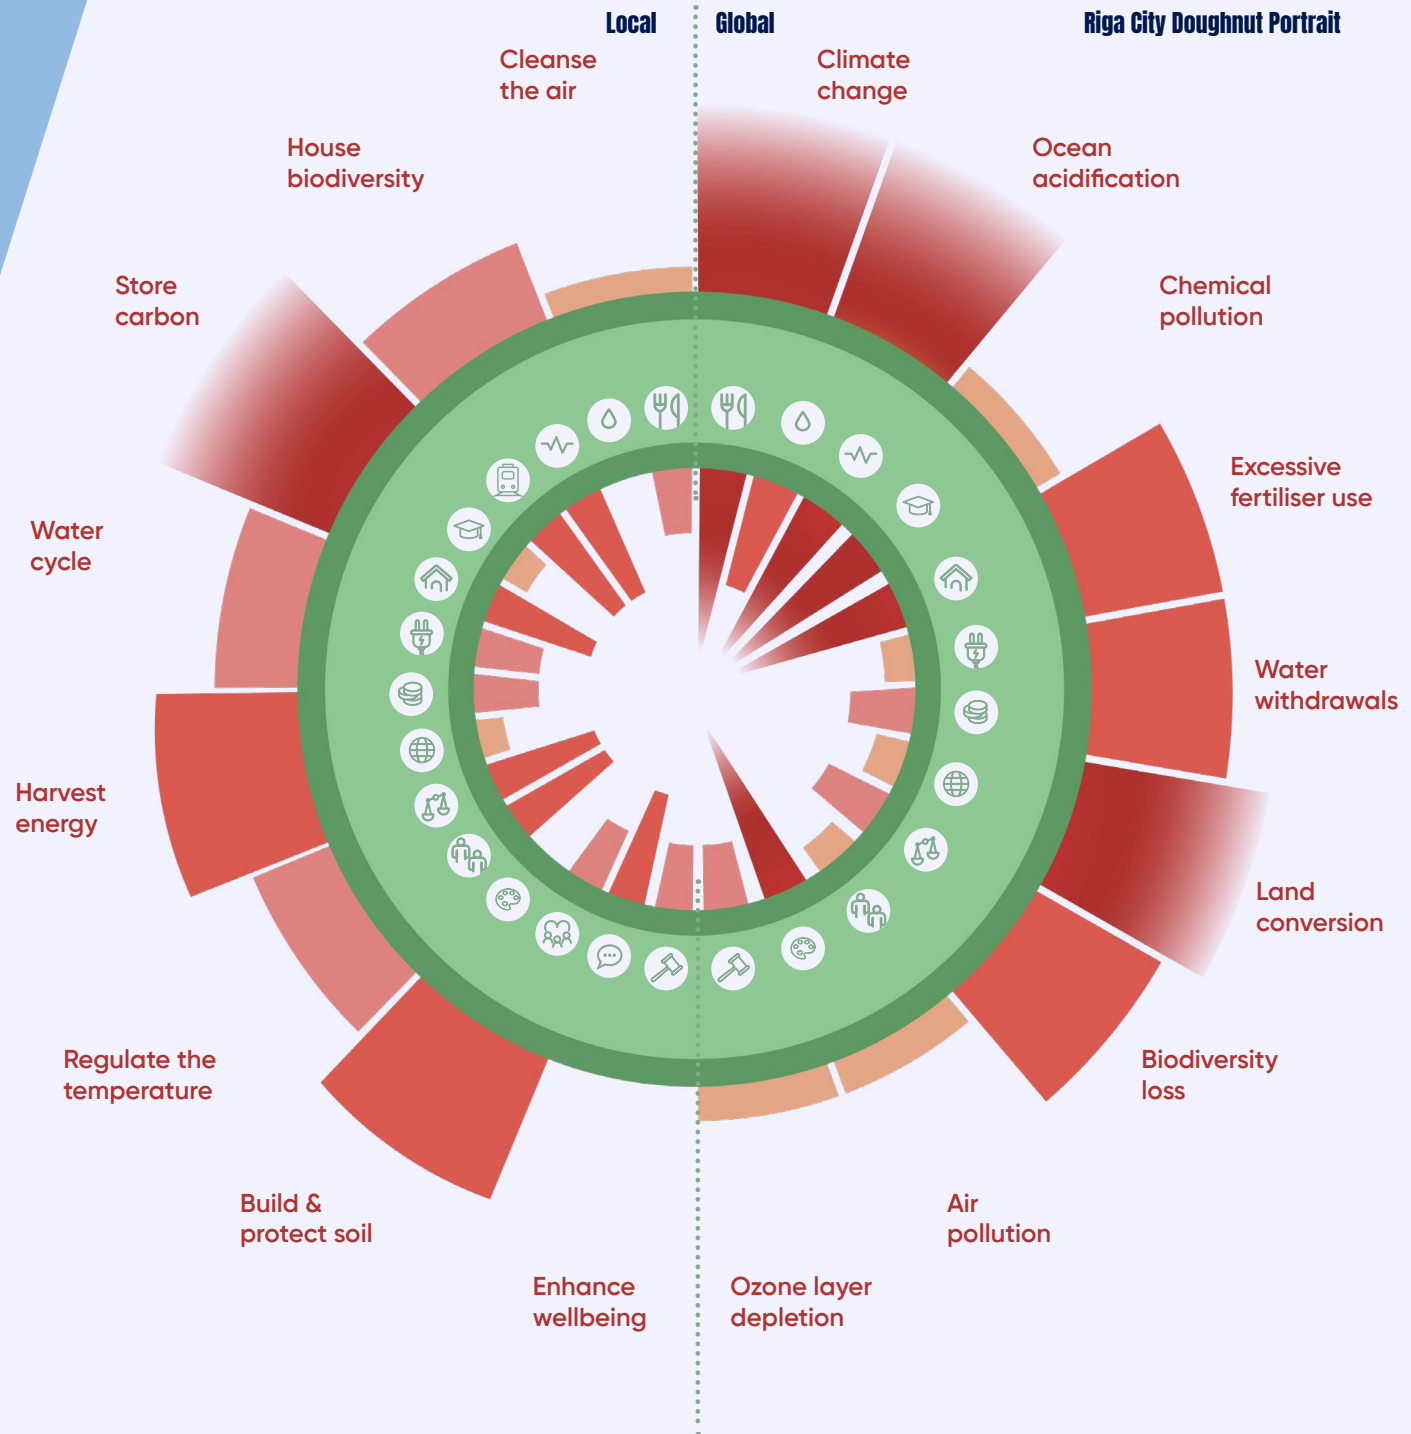 Local
Global
Riga City Doughnut Portrait
Cleanse
the air
Climate
change
House
biodiversity
Ocean
acidification
Store
carbon
Chemical
pollution
Excessive
fertiliser use
Water
cycle
Water
withdrawals
Harvest
energy
Land
conversion
Regulate the
temperature
Biodiversity
loss
Build &
protect soil
Air
pollution
Enhance
wellbeing
Ozone layer
depletion